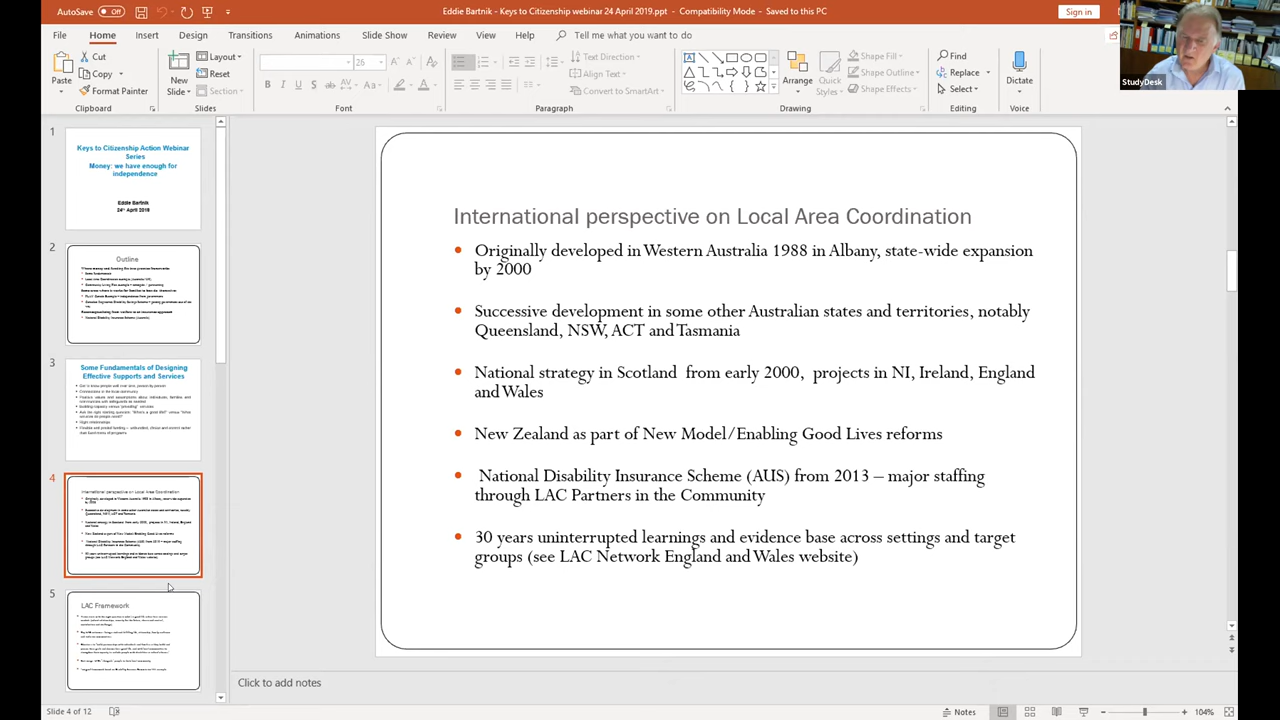 AutoSave Off
Eddie Bartnik – Keys to Citizenship webinar 24 April 2019.ppt - Compatibility Mode - Saved to this PC
Sign in
File Home Insert Design Transitions Animations Slide Show Review View Help Tell me what you want to do
Paste
Cut
Copy
Format Painter
Clipboard
New
Slide
Layout
Reset
Section
Slides
26
Font
Text Direction
Align Text
Convert to SmartArt
Paragraph
Arrange
Quick
Styles
Shape Fill
Shape Outline
Shape Effects
Drawing
Find
Replace
Select
Editing
Dictate
Voice
StudyDesk
1
Keys to Citizenship Action Webinar
Series
Money: we have enough for
independence
Eddie Bartnik
24th April 2019
2
Outline
3
Some Fundamentals of Designing
Effective Supports and Services
4
International perspective on Local Area Coordination
5
LAC Framework
International perspective on Local Area Coordination
• Originally developed in Western Australia 1988 in Albany, state-wide expansion
by 2000
• Successive development in some other Australian states and territories, notably
Queensland, NSW, ACT and Tasmania
• National strategy in Scotland from early 2000, projects in NI, Ireland, England
and Wales
• New Zealand as part of New Model/Enabling Good Lives reforms
• National Disability Insurance Scheme (AUS) from 2013 – major staffing
through LAC Partners in the Community
• 30 years uninterrupted learnings and evidence base across settings and target
groups (see LAC Network England and Wales website)
Click to add notes
Slide 4 of 12
Notes
104%